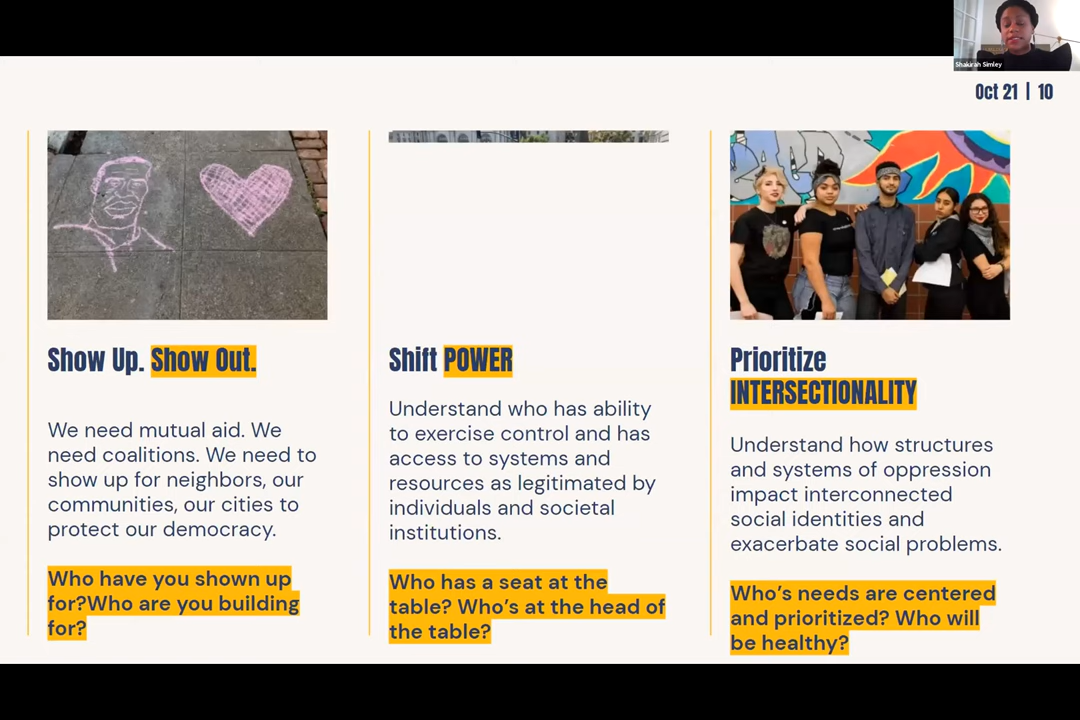 Shakirah Simley
Oct 21 | 10
Show Up. Show Out.
We need mutual aid. We
need coalitions. We need to
show up for neighbors, our
communities, our cities to
protect our democracy.
Who have you shown up
for?Who are you building
for?
Shift POWER
Understand who has ability
to exercise control and has
access to systems and
resources as legitimated by
individuals and societal
institutions.
Who has a seat at the
table? Who's at the head of
the table?
Prioritize
INTERSECTIONALITY
Understand how structures
and systems of oppression
impact interconnected
social identities and
exacerbate social problems.
Who's needs are centered
and prioritized? Who will
be healthy?